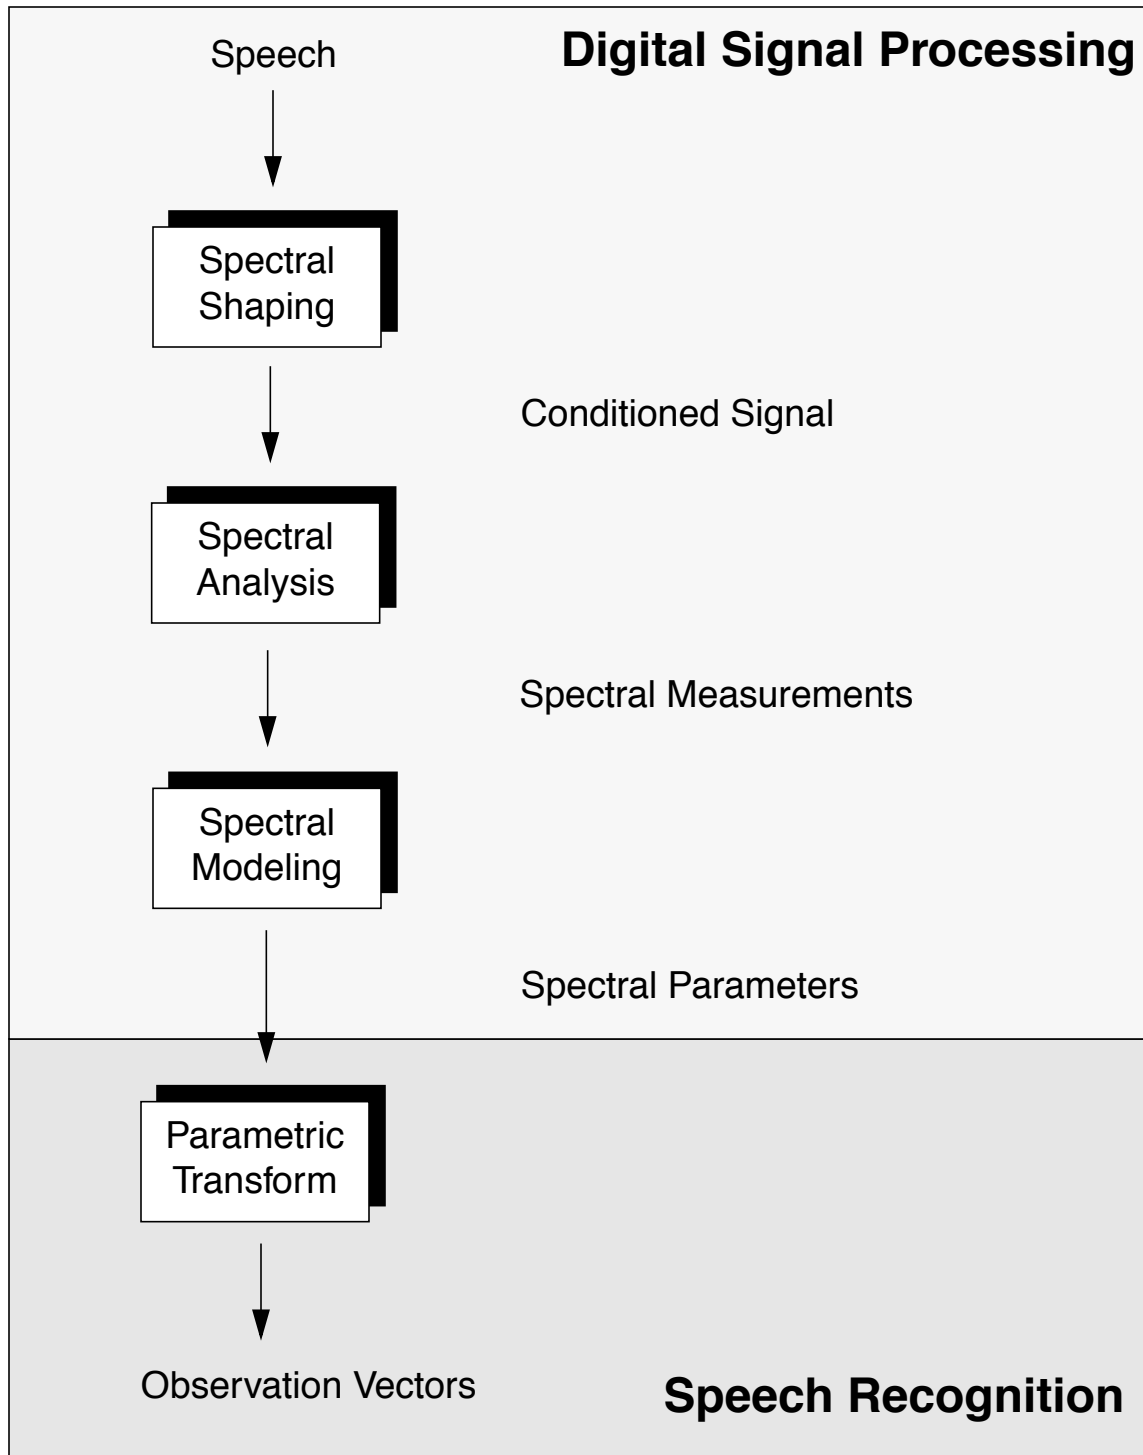 Speech
Digital Signal Processing
Spectral
Shaping
Conditioned Signal
Spectral
Analysis
Spectral Measurements
Spectral
Modeling
Spectral Parameters
Parametric
Transform
Observation Vectors
Speech Recognition